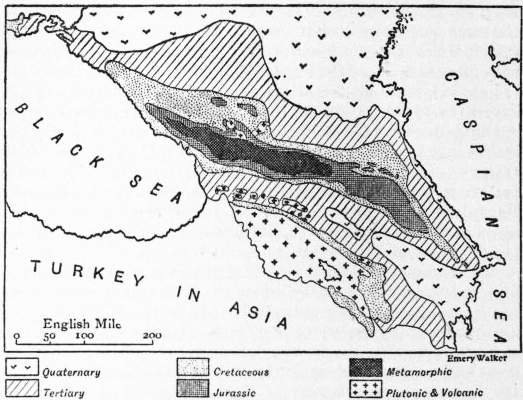 BLACK SEA
CASPIAN SEA
TURKEY IN ASIA
English Mile
0 50 100 200
Emery Walker
Quaternary
Cretaceous
Metamorphic
Tertiary
Jurassic
Plutonic & Volcanic